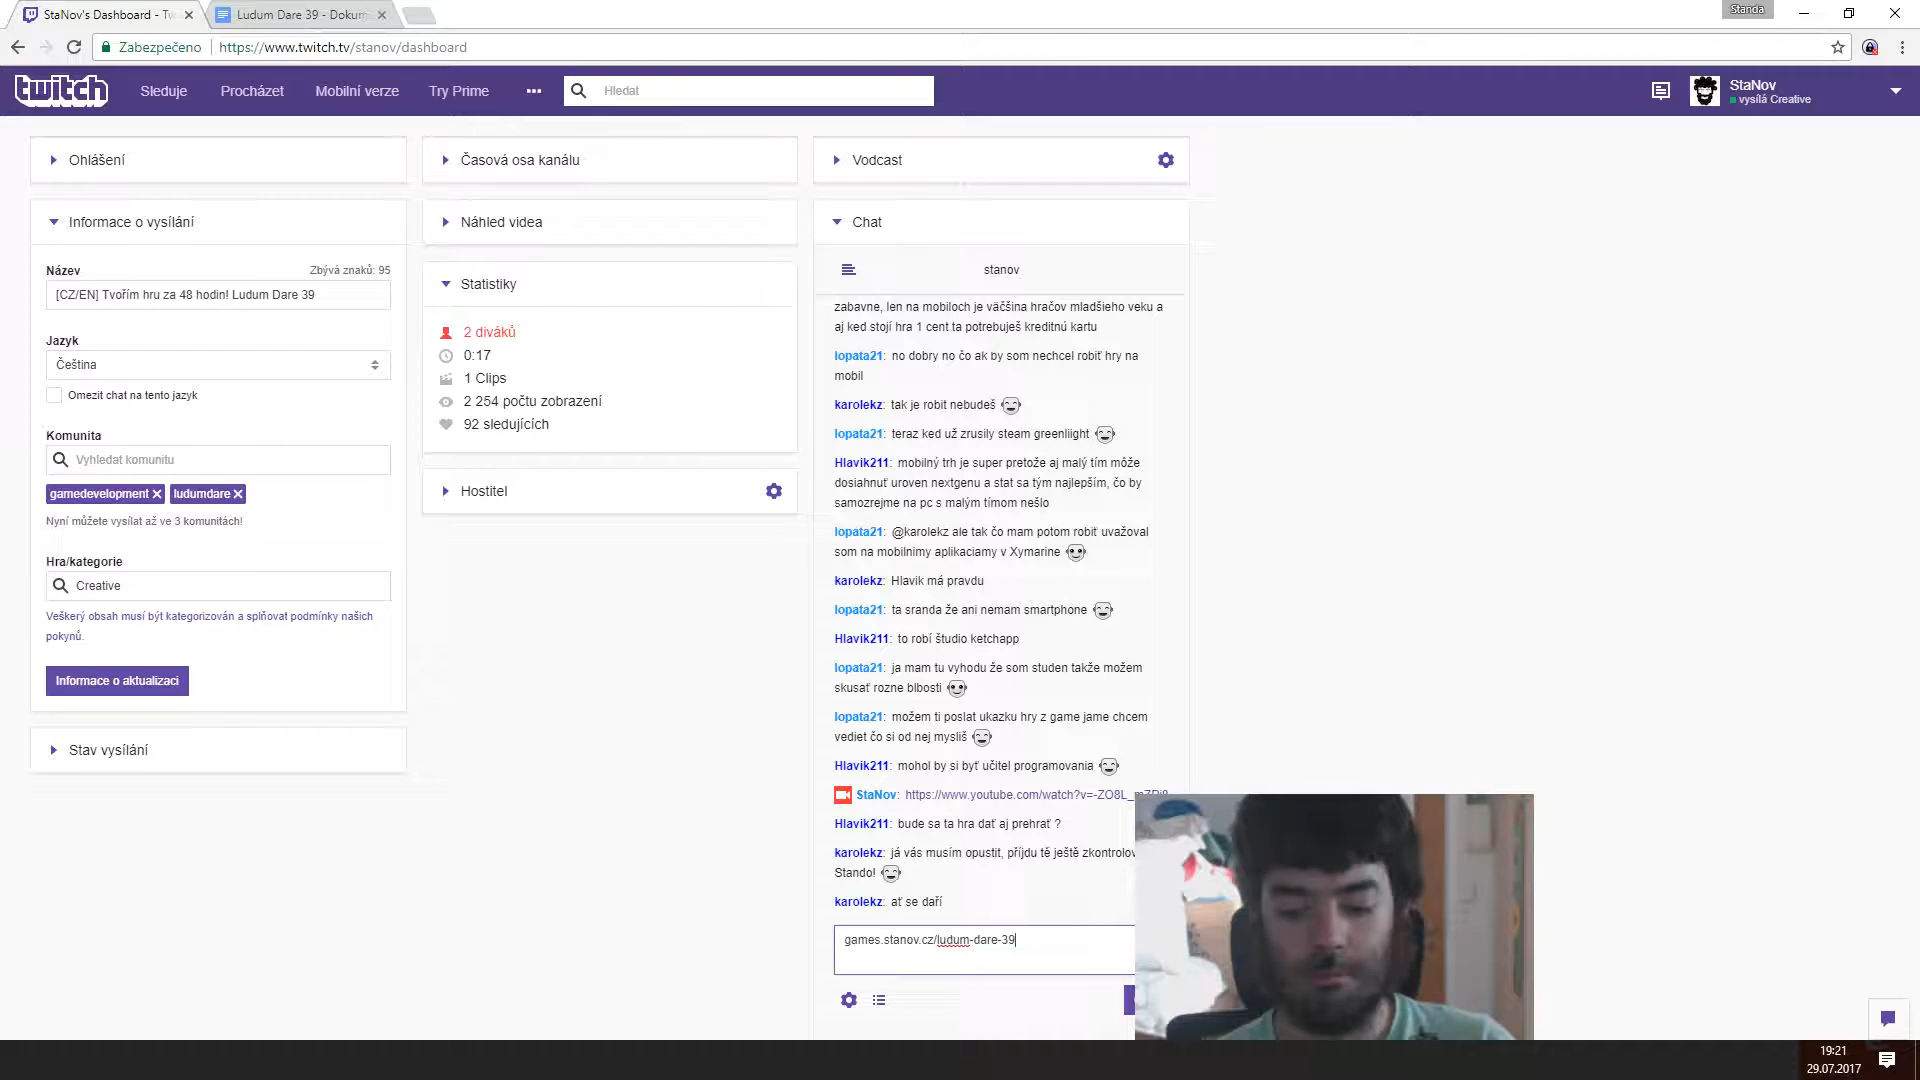 StaNov's Dashboard - Tw
Ludum Dare 39 - Dokum
Standa
Zabezpečeno
https://www.twitch.tv/stanov/dashboard
twitch
Sleduje
Procházet
Mobilní verze
Try Prime
Hledat
StaNov
vysílá Creative
Ohlášení
Informace o vysílání
Název
Zbývá znaků: 95
[CZ/EN] Tvořím hru za 48 hodin! Ludum Dare 39
Jazyk
Čeština
Omezit chat na tento jazyk
Komunita
Vyhledat komunitu
gamedevelopment
ludumdare
Nyní můžete vysílat až ve 3 komunitách!
Hra/kategorie
Creative
Veškerý obsah musí být kategorizován a splňovat podmínky našich
pokynů.
Informace o aktualizaci
Stav vysílání
Časová osa kanálu
Náhled videa
Statistiky
2 diváků
0:17
1 Clips
2 254 počtu zobrazení
92 sledujících
Hostitel
Vodcast
Chat
stanov
zabavne, len na mobiloch je väčšina hračov mladšieho veku a
aj ked stojí hra 1 cent ta potrebuješ kreditnú kartu
lopata21: no dobry no čo ak by som nechcel robiť hry na
mobil
karolekz: tak je robit nebudeš
lopata21: teraz ked už zrusily steam greenliight
Hlavik211: mobilný trh je super pretože aj malý tím môže
dosiahnuť uroven nextgenu a stat sa tým najlepším, čo by
samozrejme na pc s malým tímom nešlo
lopata21: @karolekz ale tak čo mam potom robiť uvažoval
som na mobilnimy aplikaciamy v Xymarine
karolekz: Hlavik má pravdu
lopata21: ta sranda že ani nemam smartphone
Hlavik211: to robí študio ketchapp
lopata21: ja mam tu vyhodu že som studen takže možem
skusať rozne blbosti
lopata21: možem ti poslat ukazku hry z game jame chcem
vediet čo si od nej mysliš
Hlavik211: mohol by si byť učitel programovania
StaNov: https://www.youtube.com/watch?v=-ZO8L_
Hlavik211: bude sa ta hra dať aj prehrať ?
karolekz: já vás musím opustit, příjdu tě ještě zkontrolov
Stando!
karolekz: ať se daří
games.stanov.cz/ludum-dare-39
19:21
29.07.2017